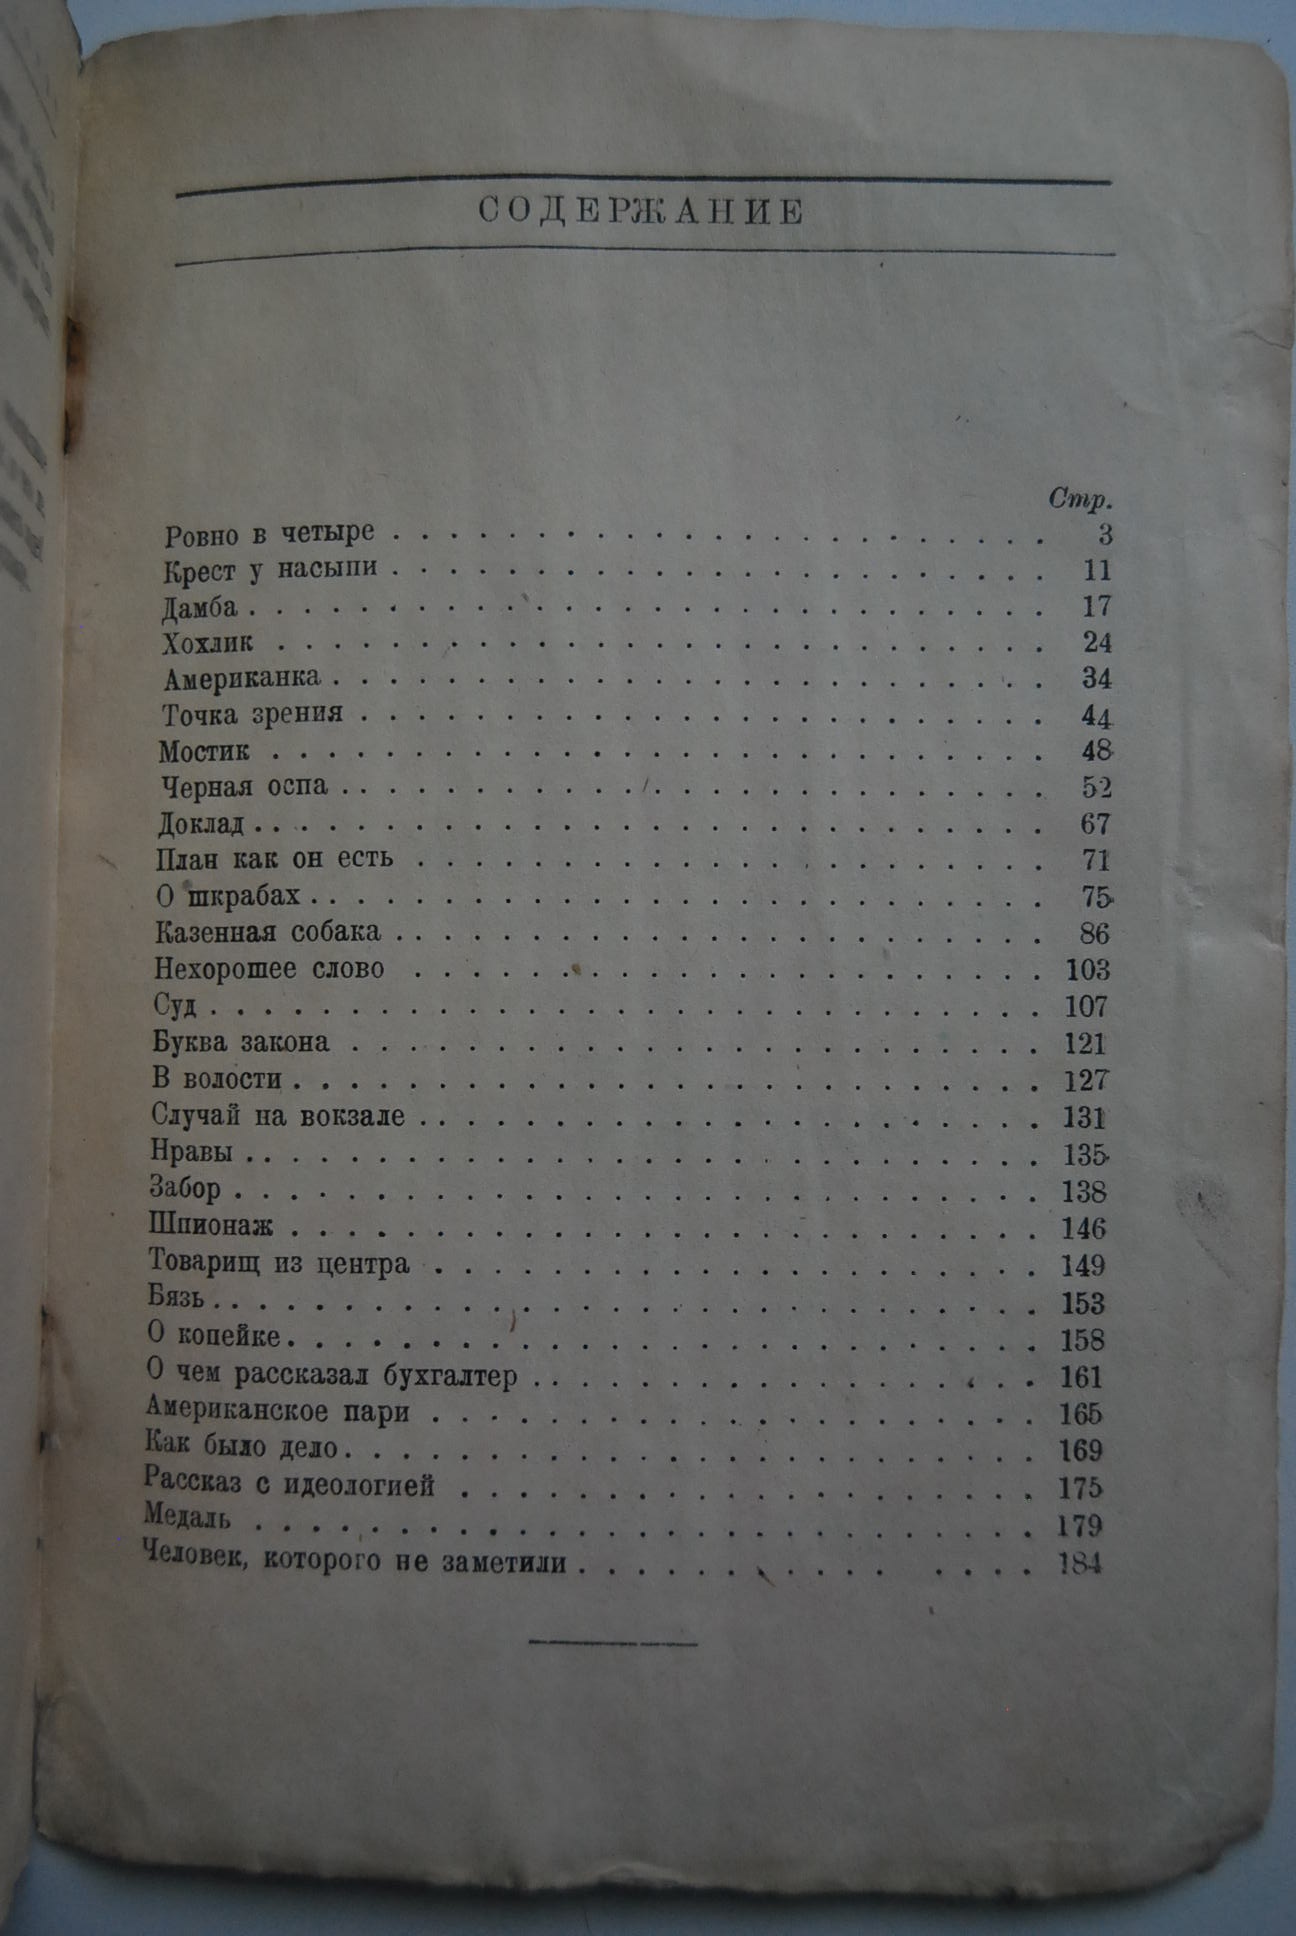 СОДЕРЖАНИЕ
Стр.
Ровно в четыре . . . . . . . . . . . . . . . . . . . . . . . 3
Крест у насыпи . . . . . . . . . . . . . . . . . . . . . . . 11
Дамба . . . . . . . . . . . . . . . . . . . . . . . . . . . . 17
Хохлик . . . . . . . . . . . . . . . . . . . . . . . . . . . 24
Американка . . . . . . . . . . . . . . . . . . . . . . . . . 34
Точка зрения . . . . . . . . . . . . . . . . . . . . . . . . 44
Мостик . . . . . . . . . . . . . . . . . . . . . . . . . . . 48
Черная оспа . . . . . . . . . . . . . . . . . . . . . . . . . 52
Доклад . . . . . . . . . . . . . . . . . . . . . . . . . . . 67
План как он есть . . . . . . . . . . . . . . . . . . . . . . 71
О шкрабах . . . . . . . . . . . . . . . . . . . . . . . . . . 75
Казенная собака . . . . . . . . . . . . . . . . . . . . . . . 86
Нехорошее слово . . . . . . . . . . . . . . . . . . . . . . 103
Суд . . . . . . . . . . . . . . . . . . . . . . . . . . . . . 107
Буква закона . . . . . . . . . . . . . . . . . . . . . . . . 121
В волости . . . . . . . . . . . . . . . . . . . . . . . . . . 127
Случай на вокзале . . . . . . . . . . . . . . . . . . . . . . 131
Нравы . . . . . . . . . . . . . . . . . . . . . . . . . . . . 135
Забор . . . . . . . . . . . . . . . . . . . . . . . . . . . . 138
Шпионаж . . . . . . . . . . . . . . . . . . . . . . . . . . 146
Товарищ из центра . . . . . . . . . . . . . . . . . . . . . 149
Бязь . . . . . . . . . . . . . . . . . . . . . . . . . . . . . 153
О копейке . . . . . . . . . . . . . . . . . . . . . . . . . . 158
О чем рассказал бухгалтер . . . . . . . . . . . . . . . . . . 161
Американское пари . . . . . . . . . . . . . . . . . . . . . 165
Как было дело . . . . . . . . . . . . . . . . . . . . . . . . 169
Рассказ с идеологией . . . . . . . . . . . . . . . . . . . . 175
Медаль . . . . . . . . . . . . . . . . . . . . . . . . . . . 179
Человек, которого не заметили . . . . . . . . . . . . . . . 184